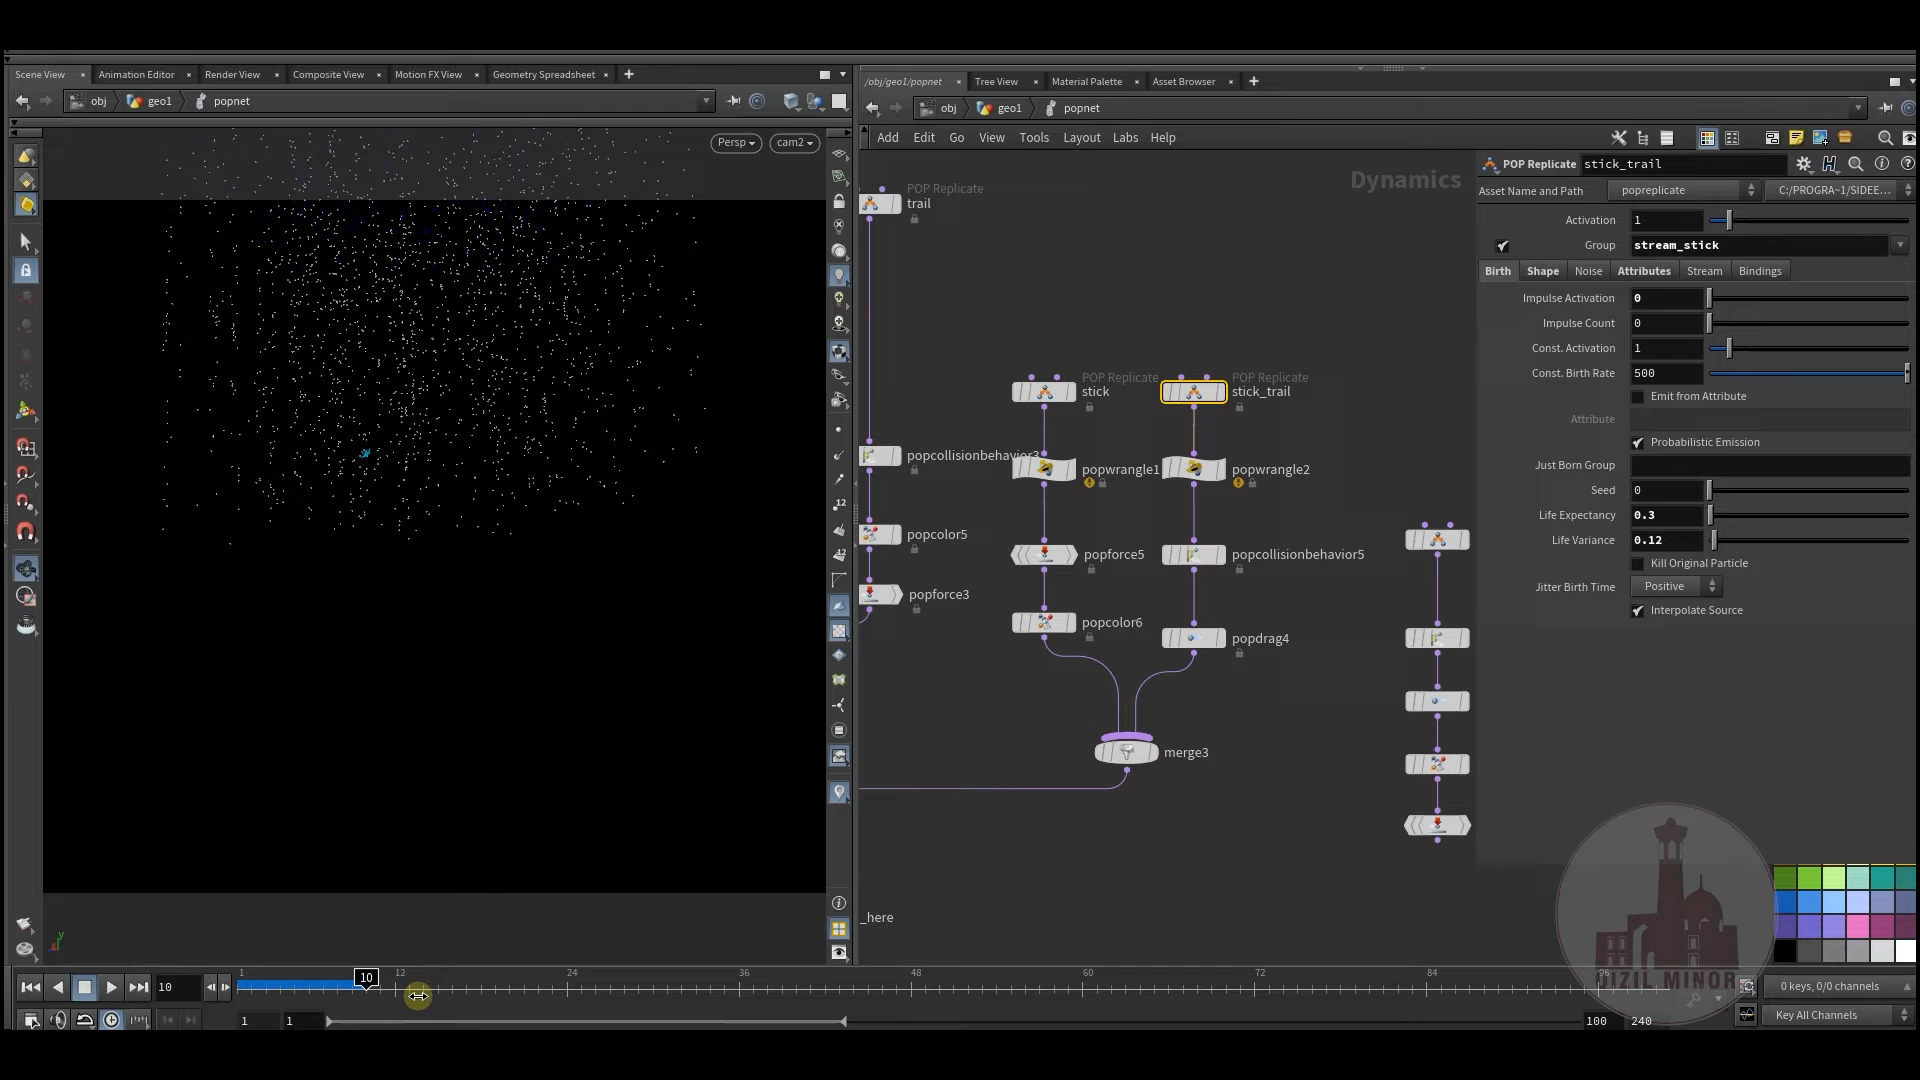 Scene View × Animation Editor × Render View × Composite View × Motion FX View × Geometry Spreadsheet × +
/obj/geo1/popnet × Tree View × Material Palette × Asset Browser × +
obj geo1 popnet
obj geo1 popnet
Add Edit Go View Tools Layout Labs Help
Persp cam2
Dynamics
POP Replicate
trail
POP Replicate
stick
POP Replicate
stick_trail
popcollisionbehavior3
popwrangle1
popwrangle2
popcolor5
popforce5
popcollisionbehavior5
popforce3
popcolor6
popdrag4
merge3
_here
POP Replicate stick_trail
Asset Name and Path popreplicate C:/PROGRA~1/SIDEE...
Activation 1
Group stream_stick
Birth Shape Noise Attributes Stream Bindings
Impulse Activation 0
Impulse Count 0
Const. Activation 1
Const. Birth Rate 500
Emit from Attribute
Attribute
Probabilistic Emission
Just Born Group
Seed 0
Life Expectancy 0.3
Life Variance 0.12
Kill Original Particle
Jitter Birth Time Positive
Interpolate Source
12
12
y
x
1 10 12 24 36 48 60 72 84 96
10
1 1 100 240
QIZIL MINOR
0 keys, 0/0 channels
Key All Channels